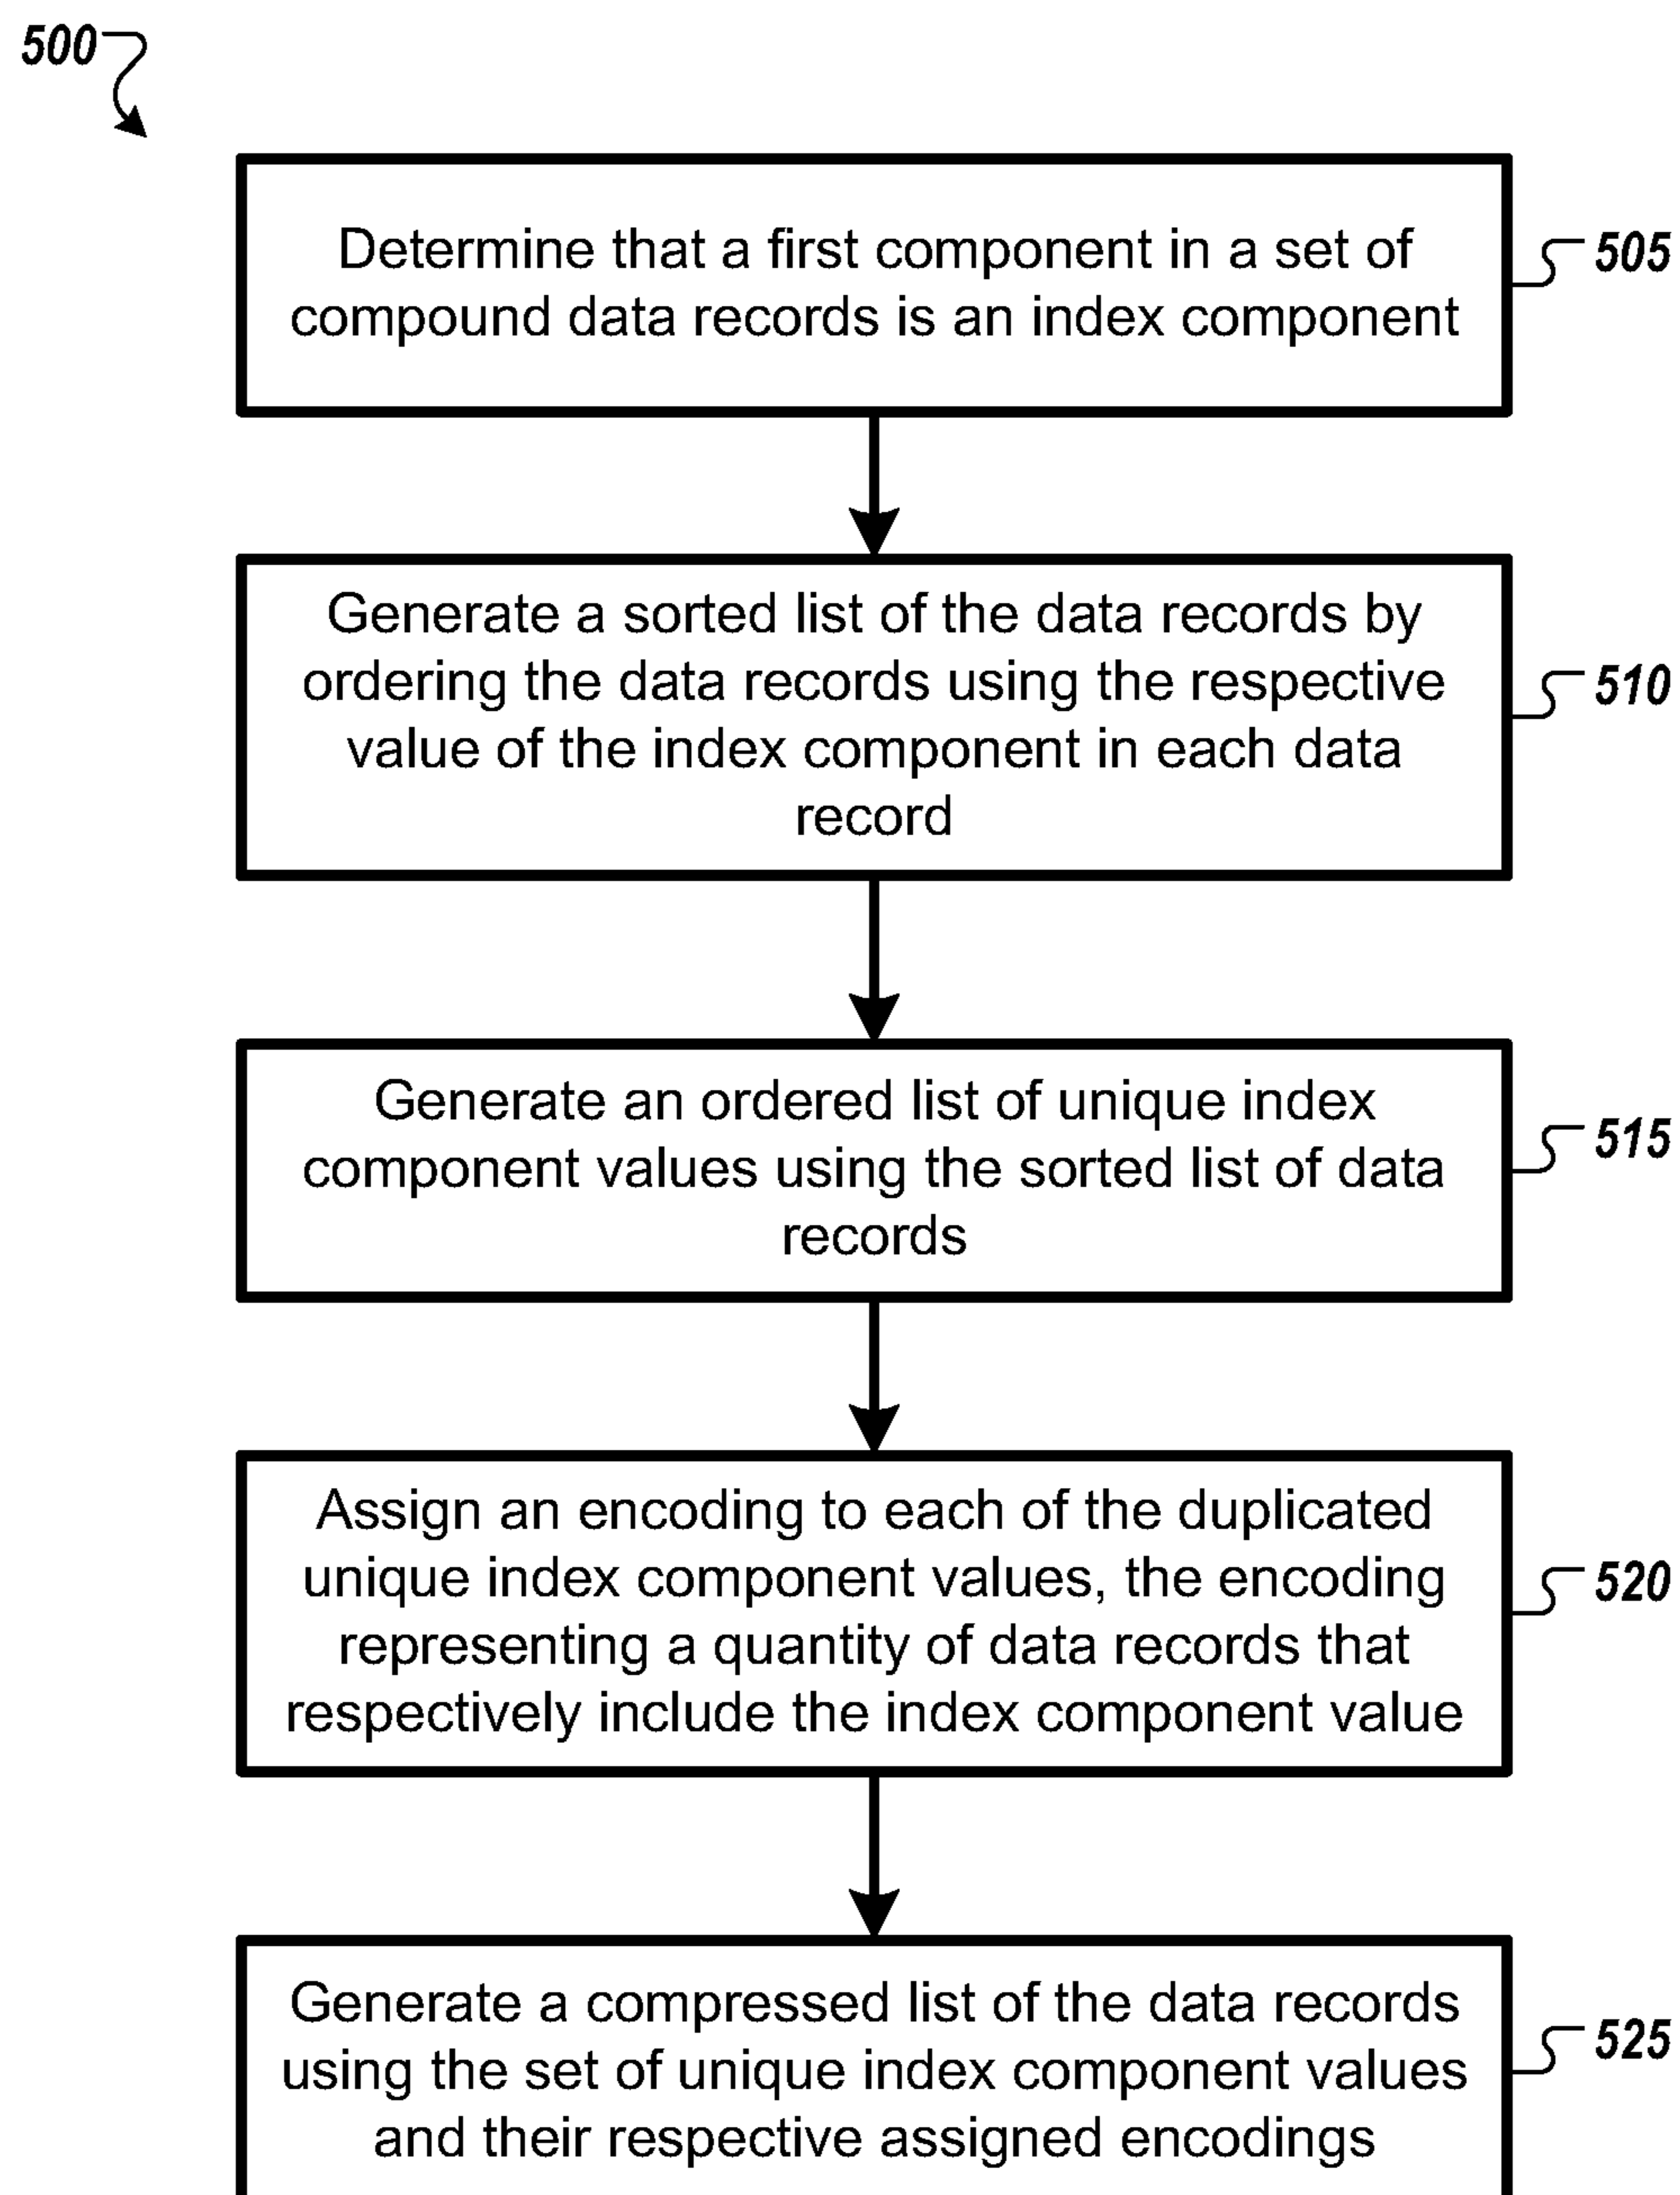 500
Determine that a first component in a set of
compound data records is an index component
505
Generate a sorted list of the data records by
ordering the data records using the respective
value of the index component in each data
record
510
Generate an ordered list of unique index
component values using the sorted list of data
records
515
Assign an encoding to each of the duplicated
unique index component values, the encoding
representing a quantity of data records that
respectively include the index component value
520
Generate a compressed list of the data records
using the set of unique index component values
and their respective assigned encodings
525